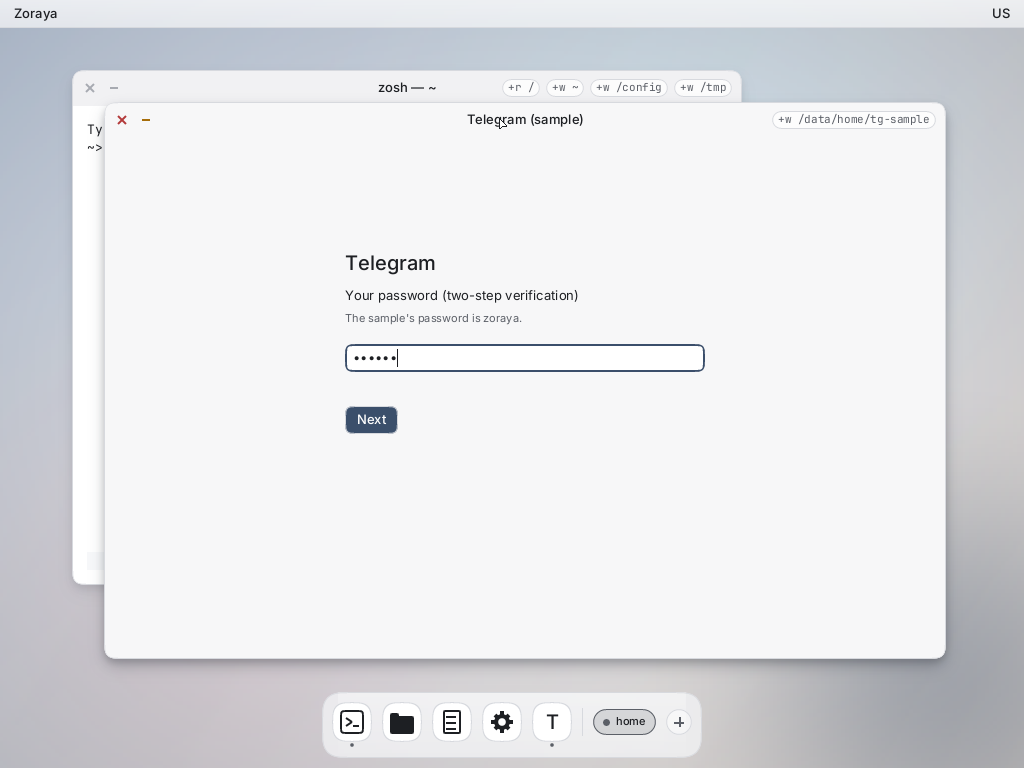 Zoraya
US
zosh — ~
+r /
+w ~
+w /config
+w /tmp
Telegram (sample)
+w /data/home/tg-sample
Ty
~>
Telegram
Your password (two-step verification)
The sample's password is zoraya.
••••••
Next
T
home